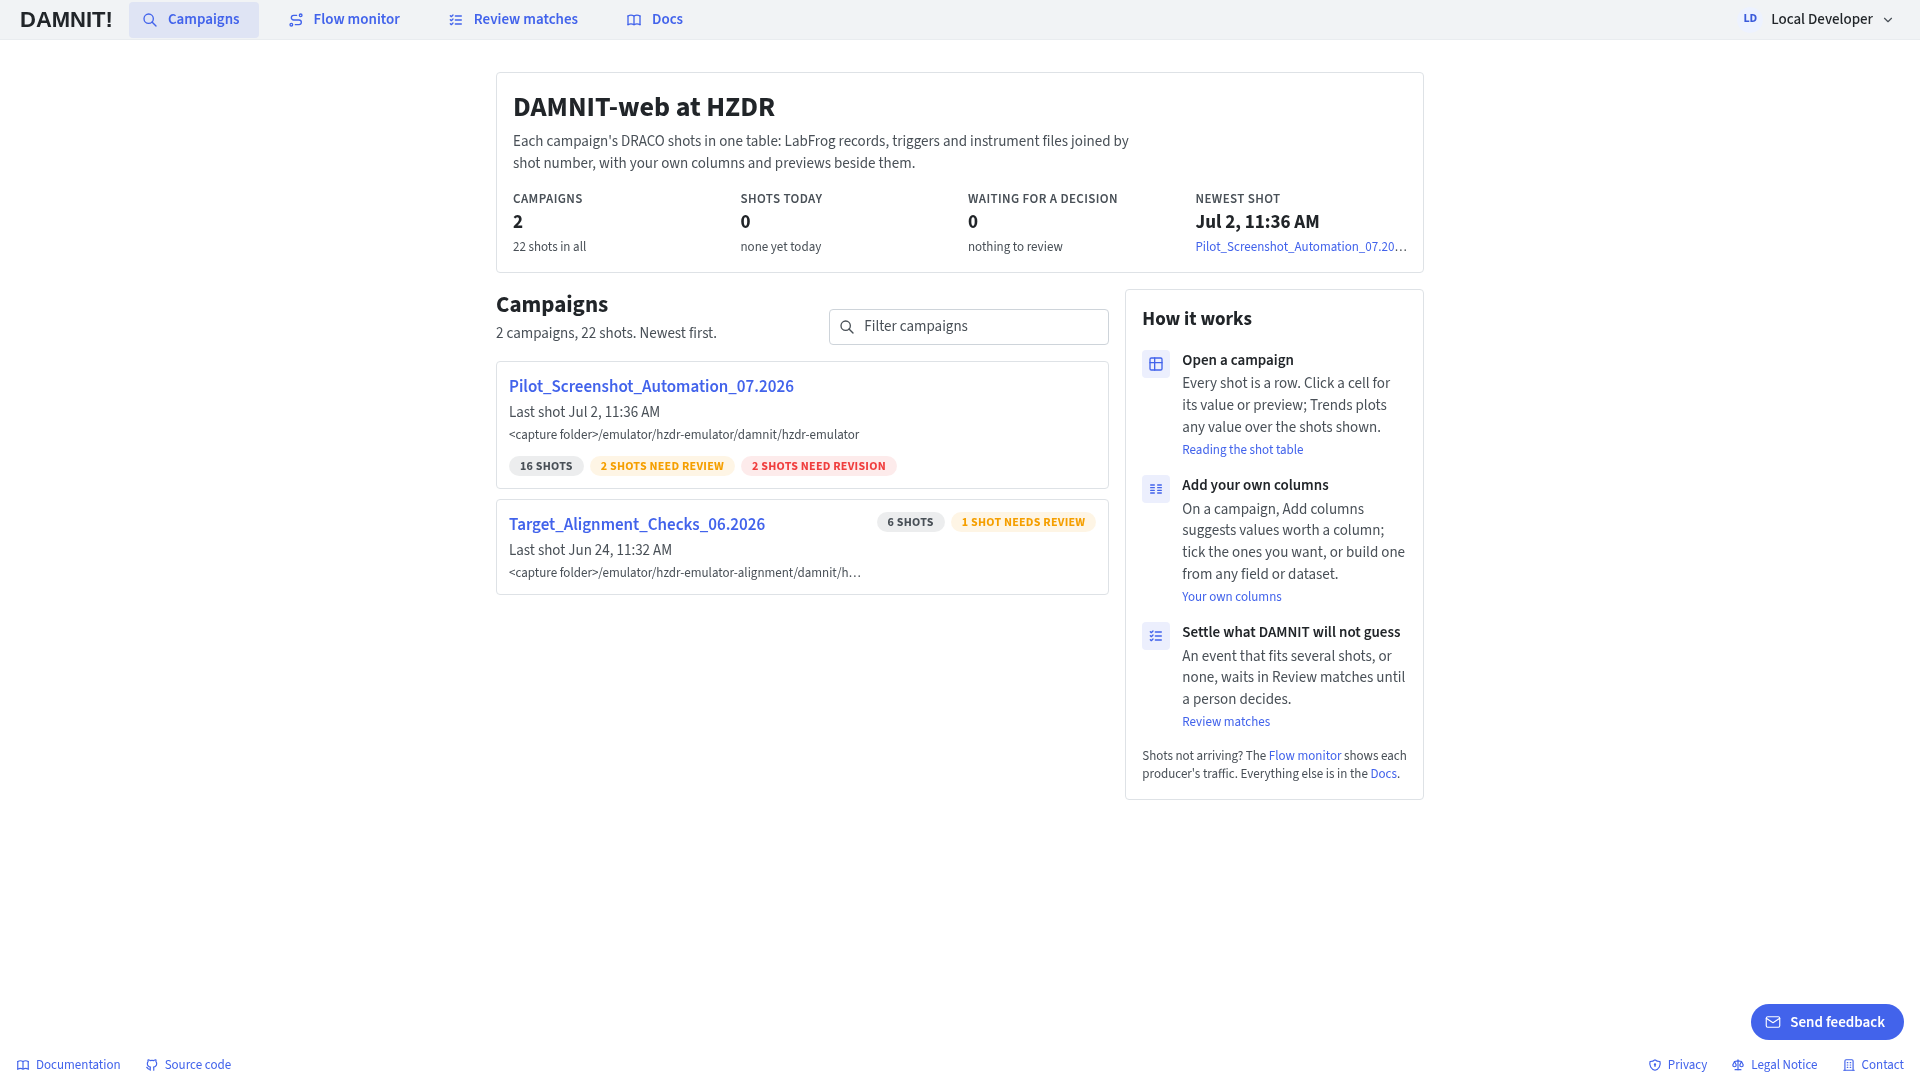 DAMNIT!
Campaigns
Flow monitor
Review matches
Docs
LD
Local Developer
DAMNIT-web at HZDR
Each campaign's DRACO shots in one table: LabFrog records, triggers and instrument files joined by
shot number, with your own columns and previews beside them.
CAMPAIGNS
2
22 shots in all
SHOTS TODAY
0
none yet today
WAITING FOR A DECISION
0
nothing to review
NEWEST SHOT
Jul 2, 11:36 AM
Pilot_Screenshot_Automation_07.20…
Campaigns
2 campaigns, 22 shots. Newest first.
Filter campaigns
Pilot_Screenshot_Automation_07.2026
Last shot Jul 2, 11:36 AM
<capture folder>/emulator/hzdr-emulator/damnit/hzdr-emulator
16 SHOTS
2 SHOTS NEED REVIEW
2 SHOTS NEED REVISION
Target_Alignment_Checks_06.2026
6 SHOTS
1 SHOT NEEDS REVIEW
Last shot Jun 24, 11:32 AM
<capture folder>/emulator/hzdr-emulator-alignment/damnit/h…
How it works
Open a campaign
Every shot is a row. Click a cell for
its value or preview; Trends plots
any value over the shots shown.
Reading the shot table
Add your own columns
On a campaign, Add columns
suggests values worth a column;
tick the ones you want, or build one
from any field or dataset.
Your own columns
Settle what DAMNIT will not guess
An event that fits several shots, or
none, waits in Review matches until
a person decides.
Review matches
Shots not arriving? The Flow monitor shows each
producer's traffic. Everything else is in the Docs.
Send feedback
Documentation
Source code
Privacy
Legal Notice
Contact